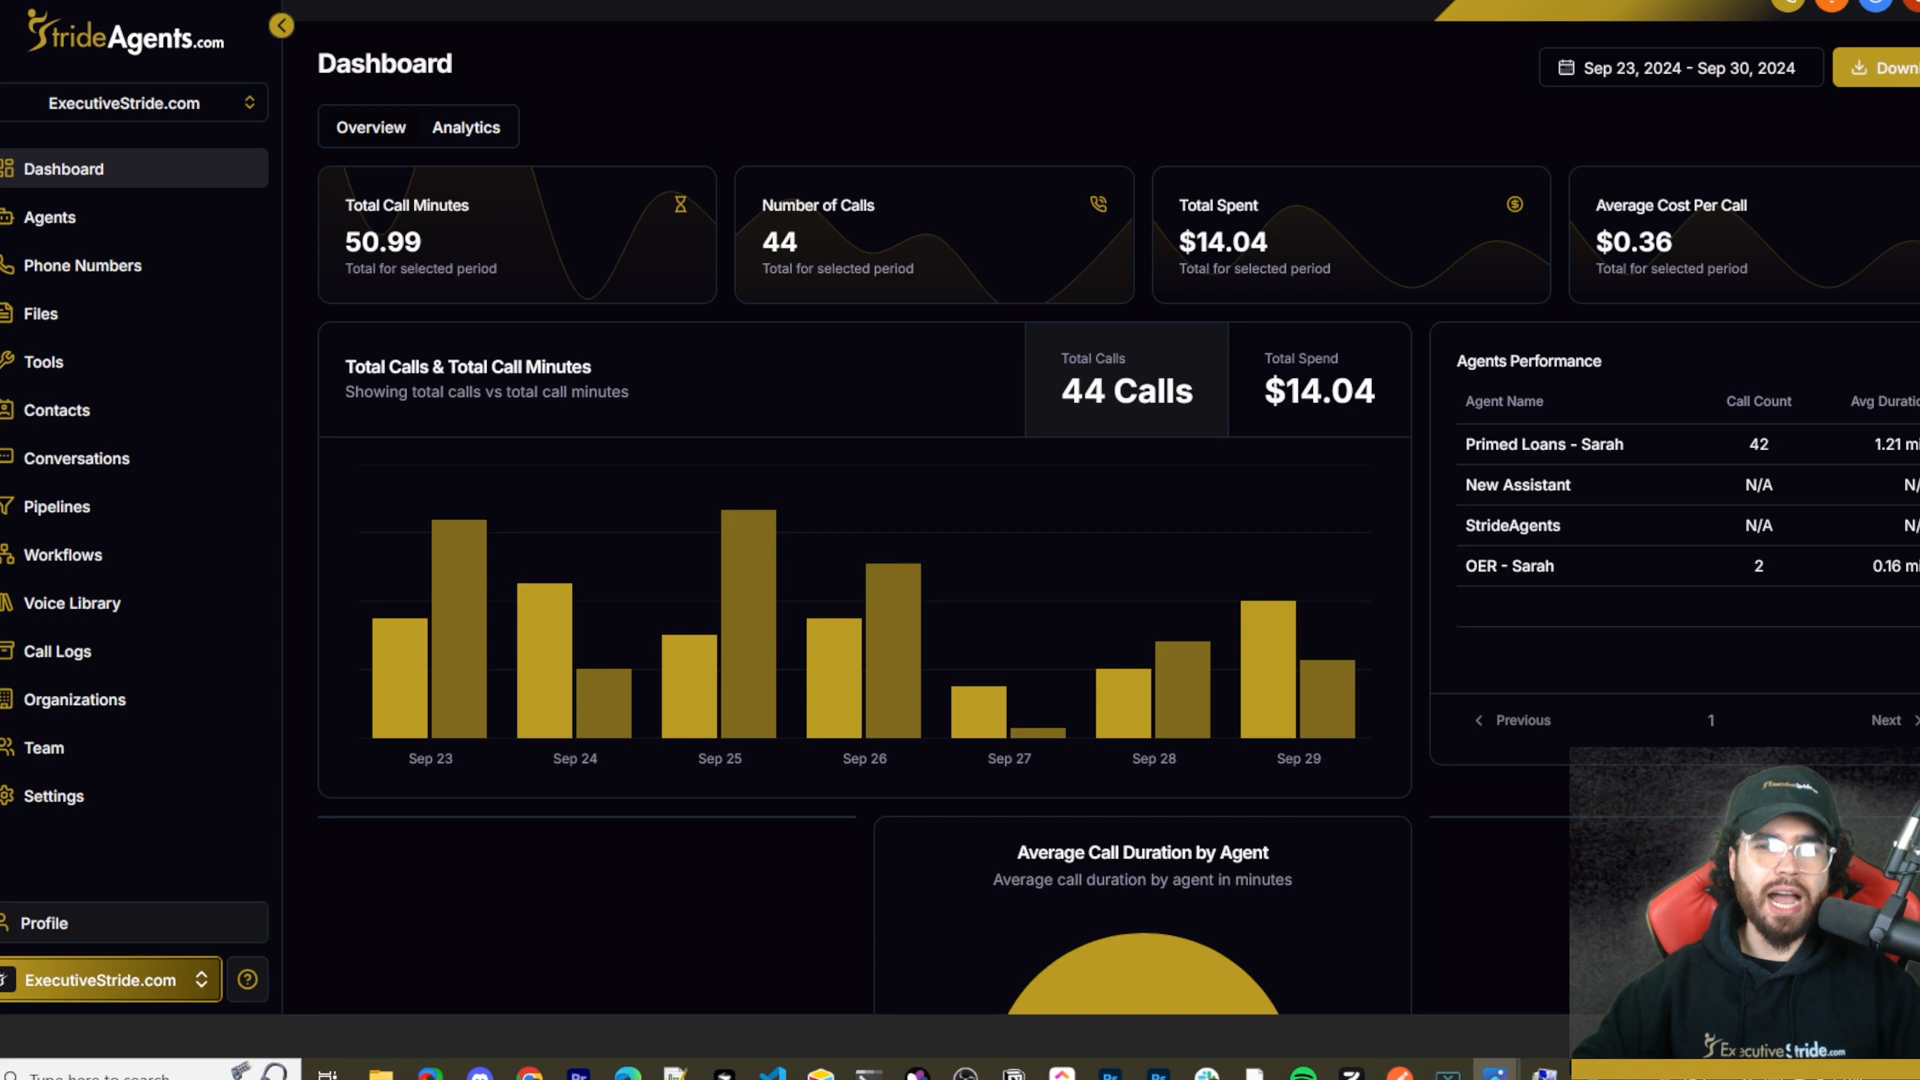 StrideAgents.com
ExecutiveStride.com
Dashboard
Agents
Phone Numbers
Files
Tools
Contacts
Conversations
Pipelines
Workflows
Voice Library
Call Logs
Organizations
Team
Settings
Profile
ExecutiveStride.com
Dashboard
Sep 23, 2024 - Sep 30, 2024
Overview Analytics
Total Call Minutes
50.99
Total for selected period
Number of Calls
44
Total for selected period
Total Spent
$14.04
Total for selected period
Average Cost Per Call
$0.36
Total for selected period
Total Calls & Total Call Minutes
Showing total calls vs total call minutes
Total Calls
44 Calls
Total Spend
$14.04
Sep 23 Sep 24 Sep 25 Sep 26 Sep 27 Sep 28 Sep 29
Agents Performance
Agent Name Call Count Avg
Primed Loans - Sarah 42 1.21
New Assistant N/A
StrideAgents N/A
OER - Sarah 2 0.16
Previous 1 Next
Average Call Duration by Agent
Average call duration by agent in minutes
ExecutiveStride.com
Type here to search